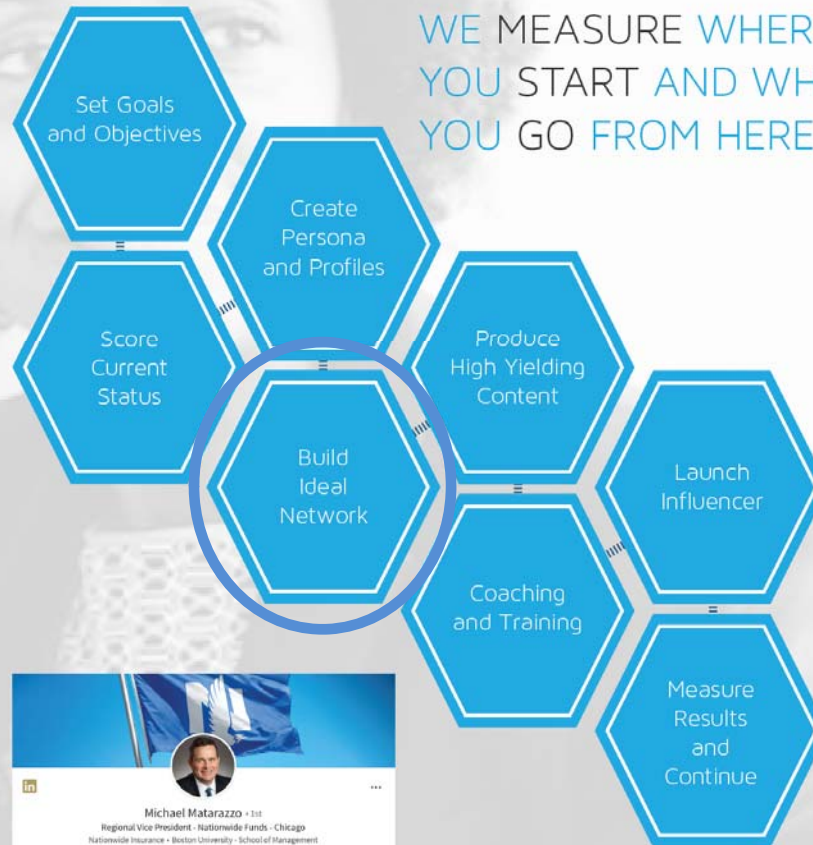 WE MEASURE WHER
YOU START AND WH
YOU GO FROM HERE
Set Goals
and Objectives
Create
Persona
and Profiles
Score
Current
Status
Produce
High Yielding
Content
Build
Ideal
Network
Launch
Influencer
Coaching
and Training
Measure
Results
and
Continue
in
Michael Matarazzo • 1st
Regional Vice President - Nationwide Funds - Chicago
Nationwide Insurance • Boston University - School of Management